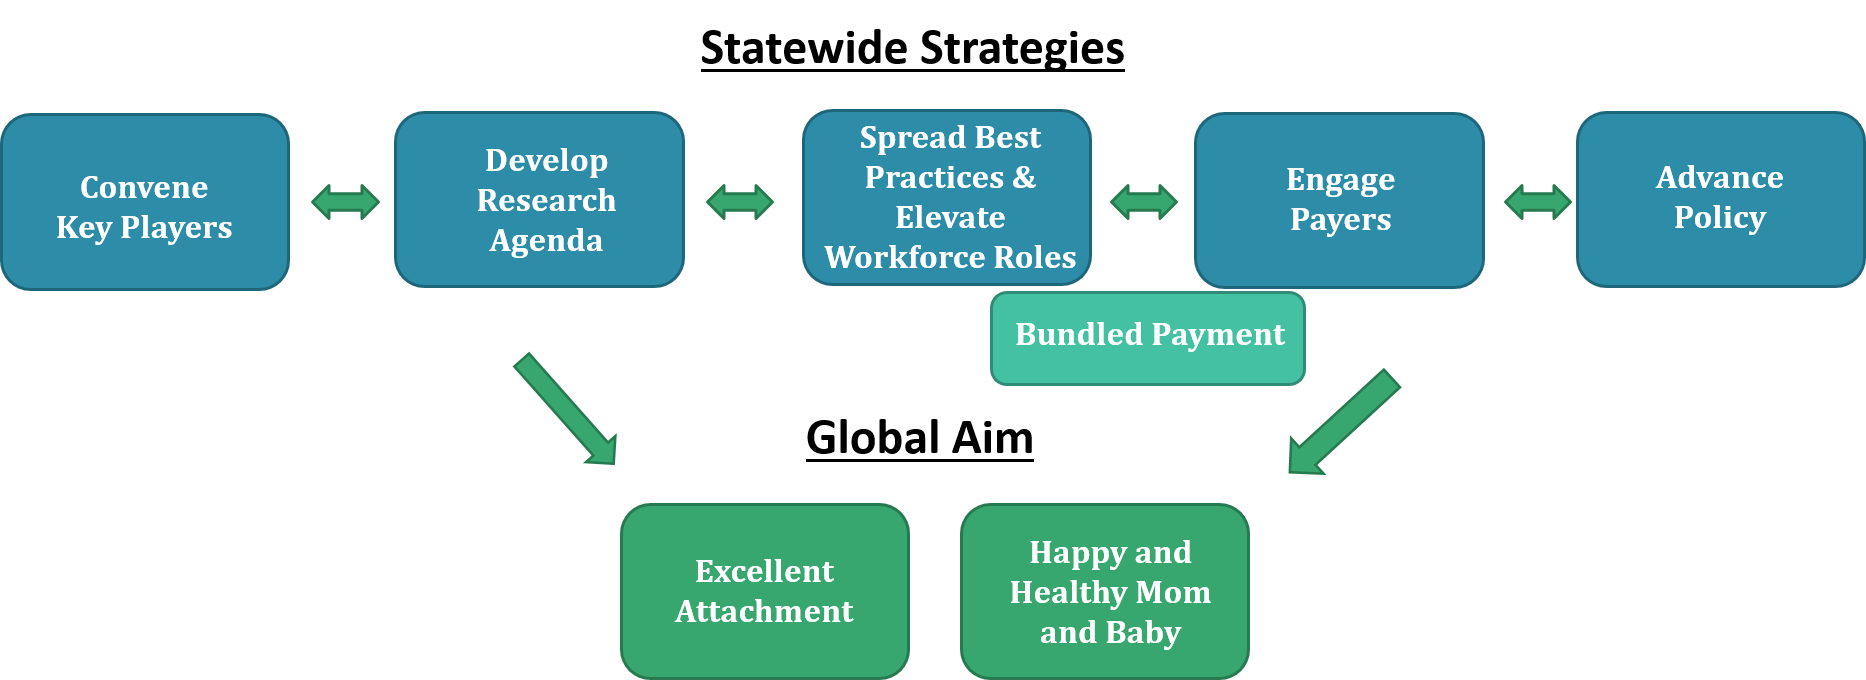 Statewide Strategies
Convene
Key Players
Develop
Research
Agenda
Spread Best
Practices &
Elevate
Workforce Roles
Engage
Payers
Advance
Policy
Bundled Payment
Global Aim
Excellent
Attachment
Happy and
Healthy Mom
and Baby